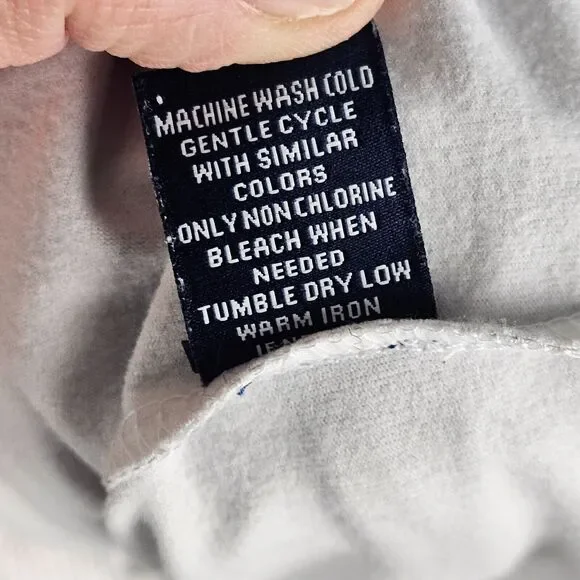 MACHINE WASH COLD
GENTLE CYCLE
WITH SIMILAR
COLORS
ONLY NON CHLORINE
BLEACH WHEN
NEEDED
TUMBLE DRY LOW
WARM IRON